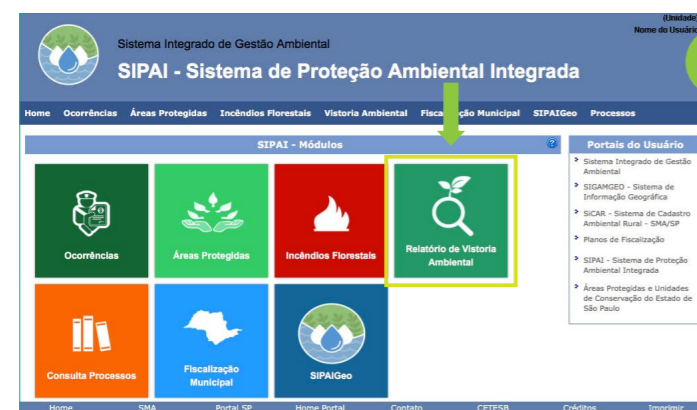 (Unidade)
Nome do Usuário
Sistema Integrado de Gestão Ambiental
SIPAI - Sistema de Proteção Ambiental Integrada
Home Ocorrências Áreas Protegidas Incêndios Florestais Vistoria Ambiental Fisca ção Municipal SIPAIGeo Processos
SIPAI - Módulos
Ocorrências
Áreas Protegidas
Incêndios Florestais
Relatório de Vistoria
Ambiental
Consulta Processos
Fiscalização
Municipal
SIPAIGeo
Portais do Usuário
Sistema Integrado de Gestão
Ambiental
SIGAMGEO - Sistema de
Informação Geográfica
SiCAR - Sistema de Cadastro
Ambiental Rural - SMA/SP
Planos de Fiscalização
SIPAI - Sistema de Proteção
Ambiental Integrada
Áreas Protegidas e Unidades
de Conservação do Estado de
São Paulo
Home SMA Portal SP Home Portal Contato CETESB Créditos Imprimir